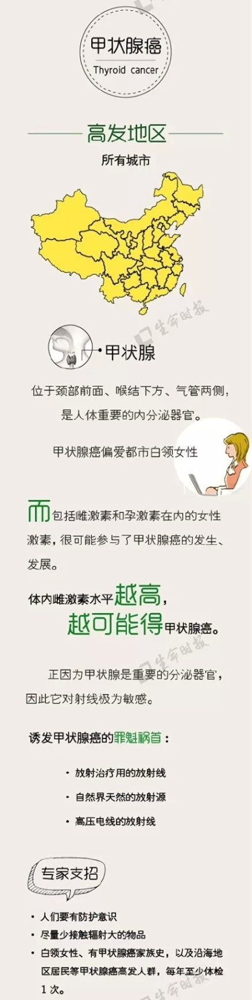 甲状腺癌
Thyroid cancer
高发地区
所有城市
生命时报
甲状腺
位于颈部前面、喉结下方、气管两侧，
是人体重要的内分泌器官。
甲状腺癌偏爱都市白领女性
而包括雌激素和孕激素在内的女性
激素，很可能参与了甲状腺癌的发生、
发展。
体内雌激素水平越高，
越可能得甲状腺癌。
生命时报
正因为甲状腺是重要的分泌器官，
因此它对射线极为敏感。
诱发甲状腺癌的罪魁祸首：
• 放射治疗用的放射线
• 自然界天然的放射源
• 高压电线的放射线
专家支招
• 人们要有防护意识
• 尽量少接触辐射大的物品
• 白领女性、有甲状腺癌家族史，以及沿海地
区居民等甲状腺癌高发人群，每年至少体检
1 次。